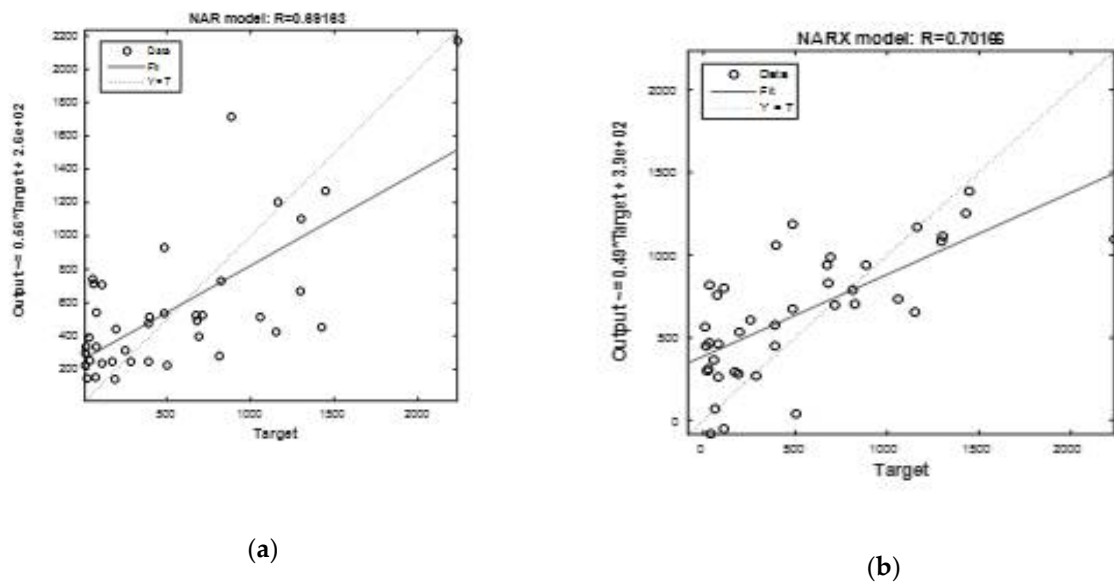 NAR model: R=0.69163
Data
Fit
Y = T
Output ~= 0.56*Target + 2.6e+02
2200
2000
1800
1600
1400
1200
1000
800
600
400
200
500
1000
1500
2000
Target
(a)
NARX model: R=0.70166
Data
Fit
Y = T
Output ~= 0.49*Target + 3.9e+02
2000
1500
1000
500
0
0
500
1000
1500
2000
Target
(b)